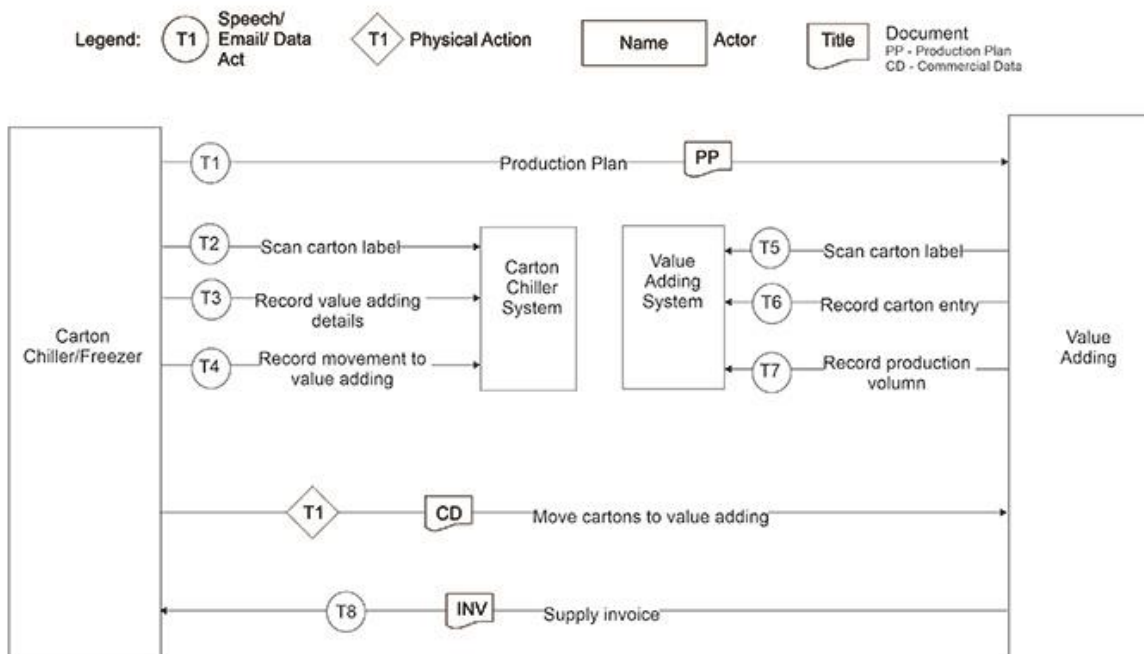 Legend:
T1
Speech/
Email/ Data
Act
T1
Physical Action
Name
Actor
Title
Document
PP - Production Plan
CD - Commercial Data
T1
Production Plan
PP
T2
Scan carton label
T3
Record value adding
details
T4
Record movement to
value adding
Carton
Chiller
System
Value
Adding
System
T5
Scan carton label
T6
Record carton entry
T7
Record production
volumn
Carton
Chiller/Freezer
Value
Adding
T1
CD
Move cartons to value adding
T8
INV
Supply invoice